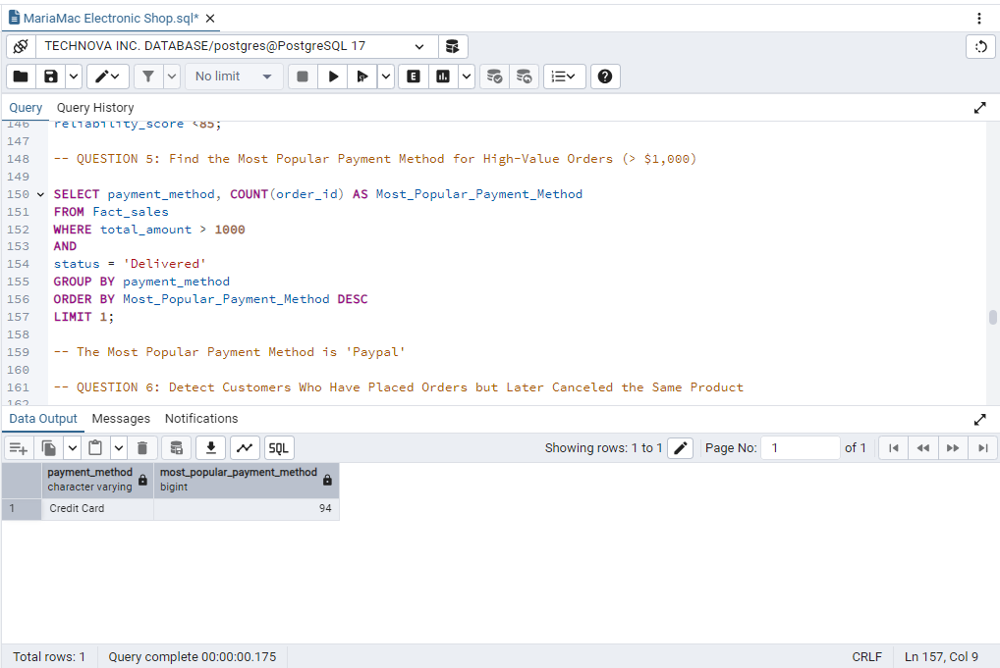 MariaMac Electronic Shop.sql*
TECHNOVA INC. DATABASE/postgres@PostgreSQL 17
No limit
E
Query Query History
146 reliability_score <85;
147
148 -- QUESTION 5: Find the Most Popular Payment Method for High-Value Orders (> $1,000)
149
150 SELECT payment_method, COUNT(order_id) AS Most_Popular_Payment_Method
151 FROM Fact_sales
152 WHERE total_amount > 1000
153 AND
154 status = 'Delivered'
155 GROUP BY payment_method
156 ORDER BY Most_Popular_Payment_Method DESC
157 LIMIT 1;
158
159 -- The Most Popular Payment Method is 'Paypal'
160
161 -- QUESTION 6: Detect Customers Who Have Placed Orders but Later Canceled the Same Product
162
Data Output Messages Notifications
SQL Showing rows: 1 to 1 Page No: 1 of 1
payment_method most_popular_payment_method
character varying bigint
1 Credit Card 94
Total rows: 1 Query complete 00:00:00.175 CRLF Ln 157, Col 9